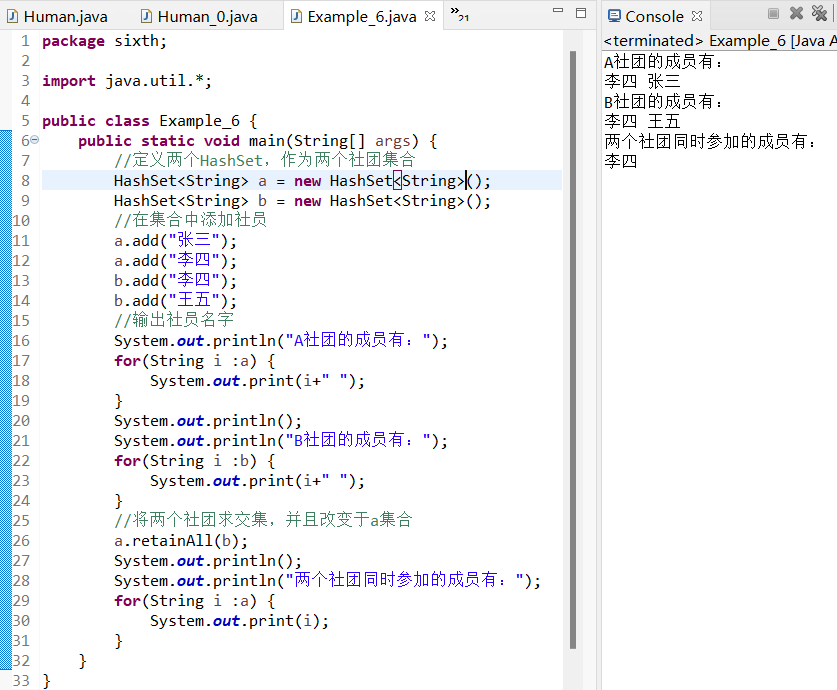 Human.java Human_0.java Example_6.java »21
1 package sixth;
2
3 import java.util.*;
4
5 public class Example_6 {
6 public static void main(String[] args) {
7 //定义两个HashSet，作为两个社团集合
8 HashSet<String> a = new HashSet<String>();
9 HashSet<String> b = new HashSet<String>();
10 //在集合中添加社员
11 a.add("张三");
12 a.add("李四");
13 b.add("李四");
14 b.add("王五");
15 //输出社员名字
16 System.out.println("A社团的成员有：");
17 for(String i :a) {
18 System.out.print(i+" ");
19 }
20 System.out.println();
21 System.out.println("B社团的成员有：");
22 for(String i :b) {
23 System.out.print(i+" ");
24 }
25 //将两个社团求交集，并且改变于a集合
26 a.retainAll(b);
27 System.out.println();
28 System.out.println("两个社团同时参加的成员有：");
29 for(String i :a) {
30 System.out.print(i);
31 }
32 }
33 }
Console
<terminated> Example_6 [Java A
A社团的成员有：
李四 张三
B社团的成员有：
李四 王五
两个社团同时参加的成员有：
李四